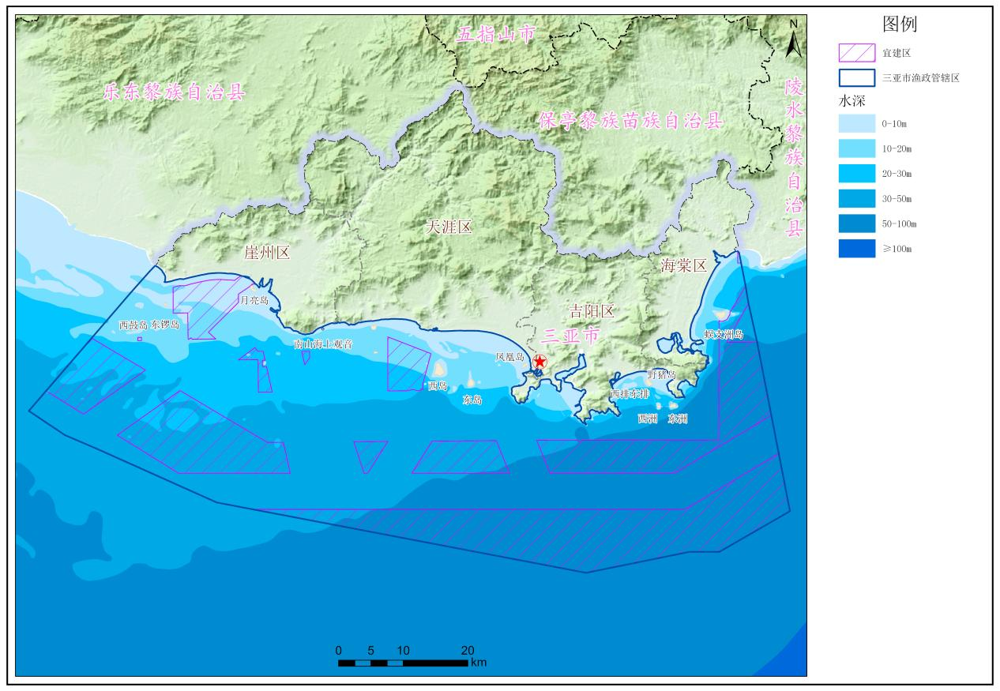 五指山市
N
乐东黎族自治县
陵水黎族自治县
保亭黎族苗族自治县
天涯区
崖州区
海棠区
月亮岛
吉阳区
西鼓岛 东锣岛
三亚市
蜈支洲岛
南山海上观音
凤凰岛
野猪岛
西岛
西排东排
东岛
西洲 东洲
0 5 10 20
km
图例
宜建区
三亚市渔政管辖区
水深
0-10m
10-20m
20-30m
30-50m
50-100m
≥100m